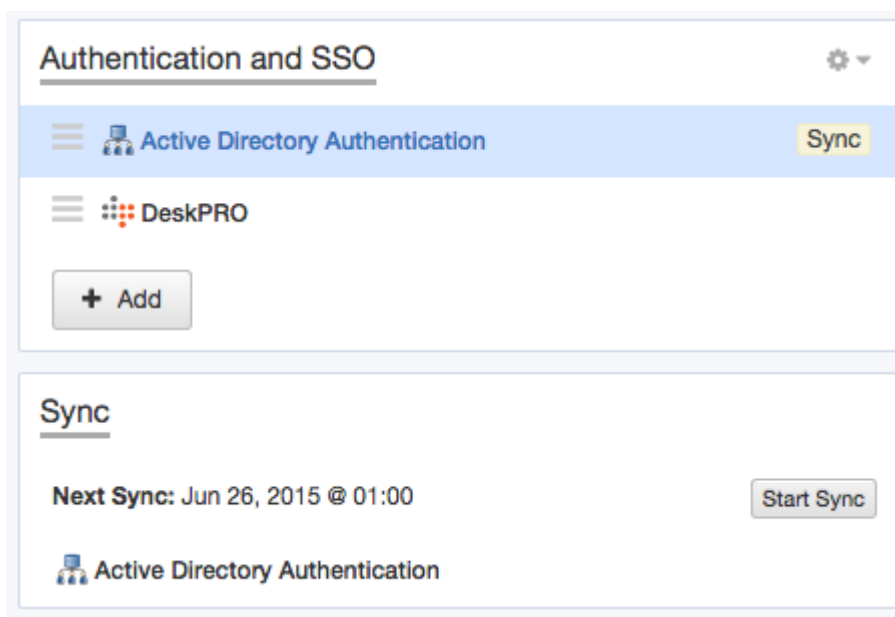 Authentication and SSO
Active Directory Authentication Sync
DeskPRO
+ Add
Sync
Next Sync: Jun 26, 2015 @ 01:00 Start Sync
Active Directory Authentication